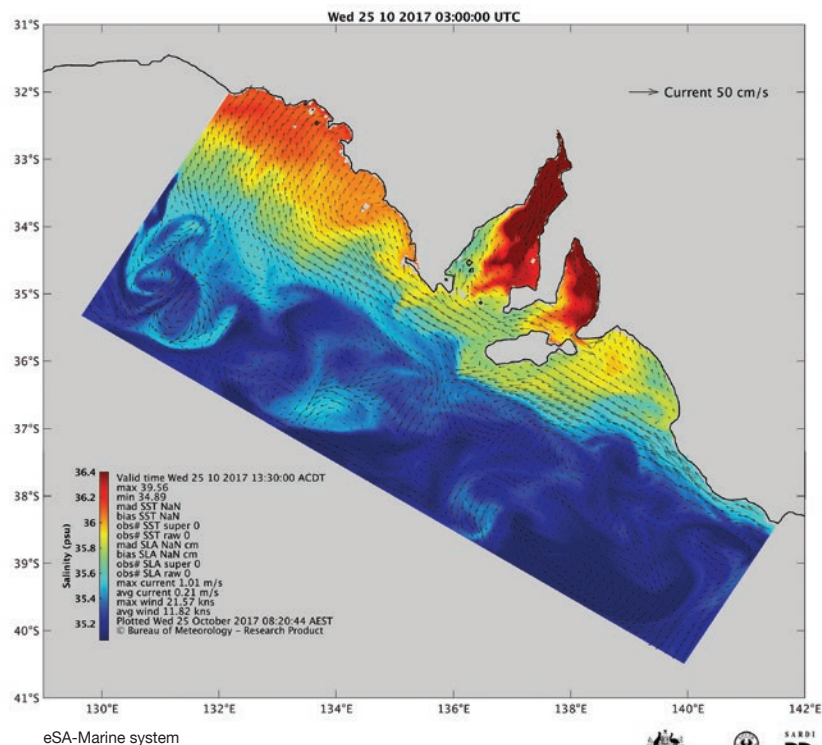 Wed 25 10 2017 03:00:00 UTC
31°S
32°S
33°S
34°S
35°S
36°S
37°S
38°S
39°S
40°S
41°S
Current 50 cm/s
36.4
36.2
36
35.8
35.6
35.4
35.2
Salinity (psu)
Valid time Wed 25 10 2017 13:30:00 ACDT
max 39.56
min 34.89
mad SST NaN
bias SST NaN
obs# SST super 0
obs# SST raw 0
mad SLA NaN cm
bias SLA NaN cm
obs# SLA super 0
obs# SLA raw 0
max current 1.01 m/s
avg current 0.21 m/s
max wind 21.57 kns
avg wind 11.82 kns
Plotted Wed 25 October 2017 08:20:44 AEST
© Bureau of Meteorology - Research Product
130°E
132°E
134°E
136°E
138°E
140°E
142°E
eSA-Marine system
SARDI